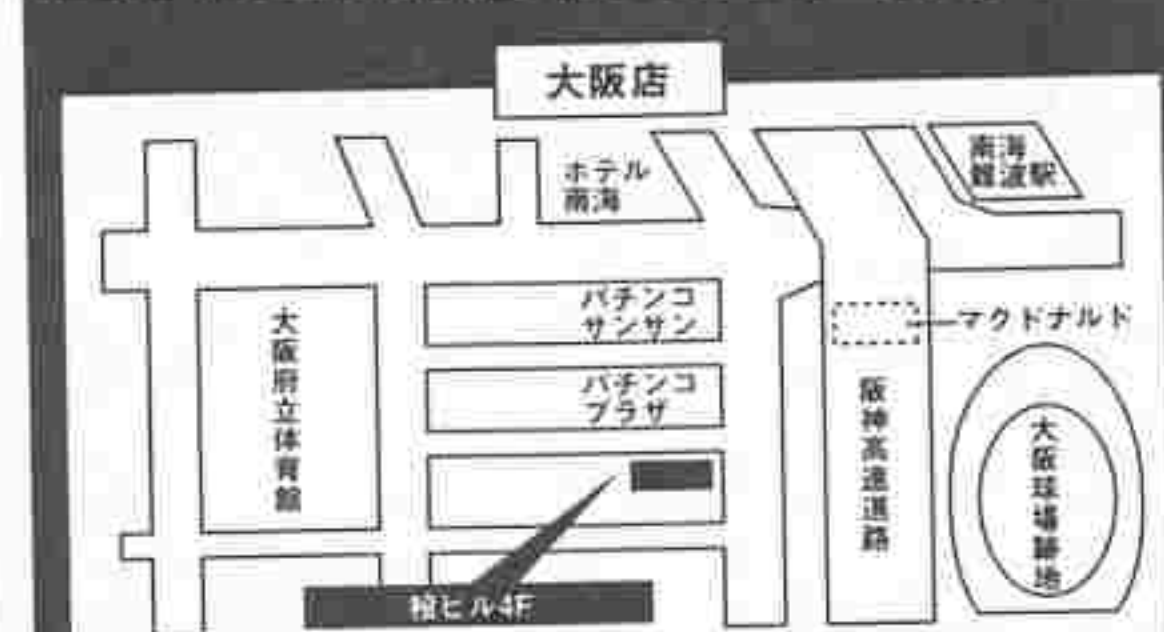 大阪店
南海
難波駅
ホテル
南海
パチンコ
サンサン
マクドナルド
大阪府立体育館
パチンコ
プラザ
阪神高速道路
大阪球場跡地
ビル4F